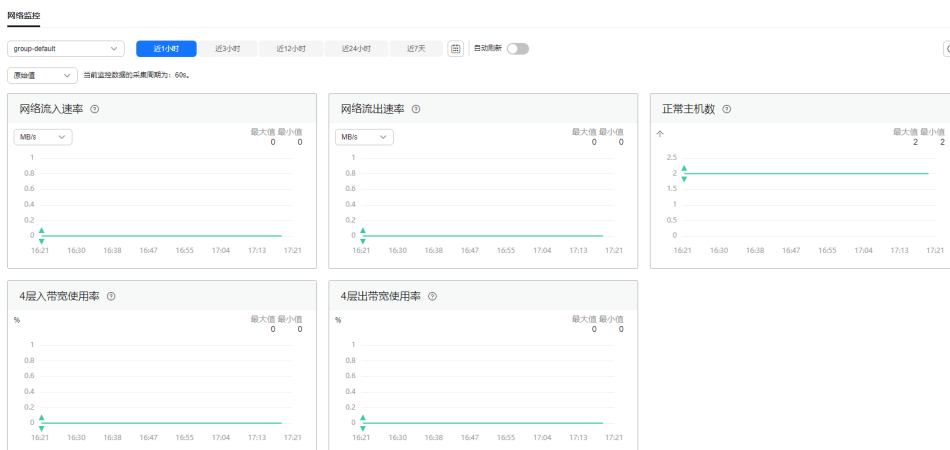 网络监控
group-default 近1小时 近3小时 近12小时 近24小时 近7天 自动刷新
原始值 当前监控数据的采集周期为：60s。
网络流入速率
MB/s 最大值 最小值
0 0
1
0.8
0.6
0.4
0.2
0
16:21 16:30 16:38 16:47 16:55 17:04 17:13 17:21
网络流出速率
MB/s 最大值 最小值
0 0
1
0.8
0.6
0.4
0.2
0
16:21 16:30 16:38 16:47 16:55 17:04 17:13 17:21
正常主机数
个 最大值 最小值
2 2
2.5
2
1.5
1
0.5
0
16:21 16:30 16:38 16:47 16:55 17:04 17:13 17:21
4层入带宽使用率
% 最大值 最小值
0 0
1
0.8
0.6
0.4
0.2
0
16:21 16:30 16:38 16:47 16:55 17:04 17:13 17:21
4层出带宽使用率
% 最大值 最小值
0 0
1
0.8
0.6
0.4
0.2
0
16:21 16:30 16:38 16:47 16:55 17:04 17:13 17:21